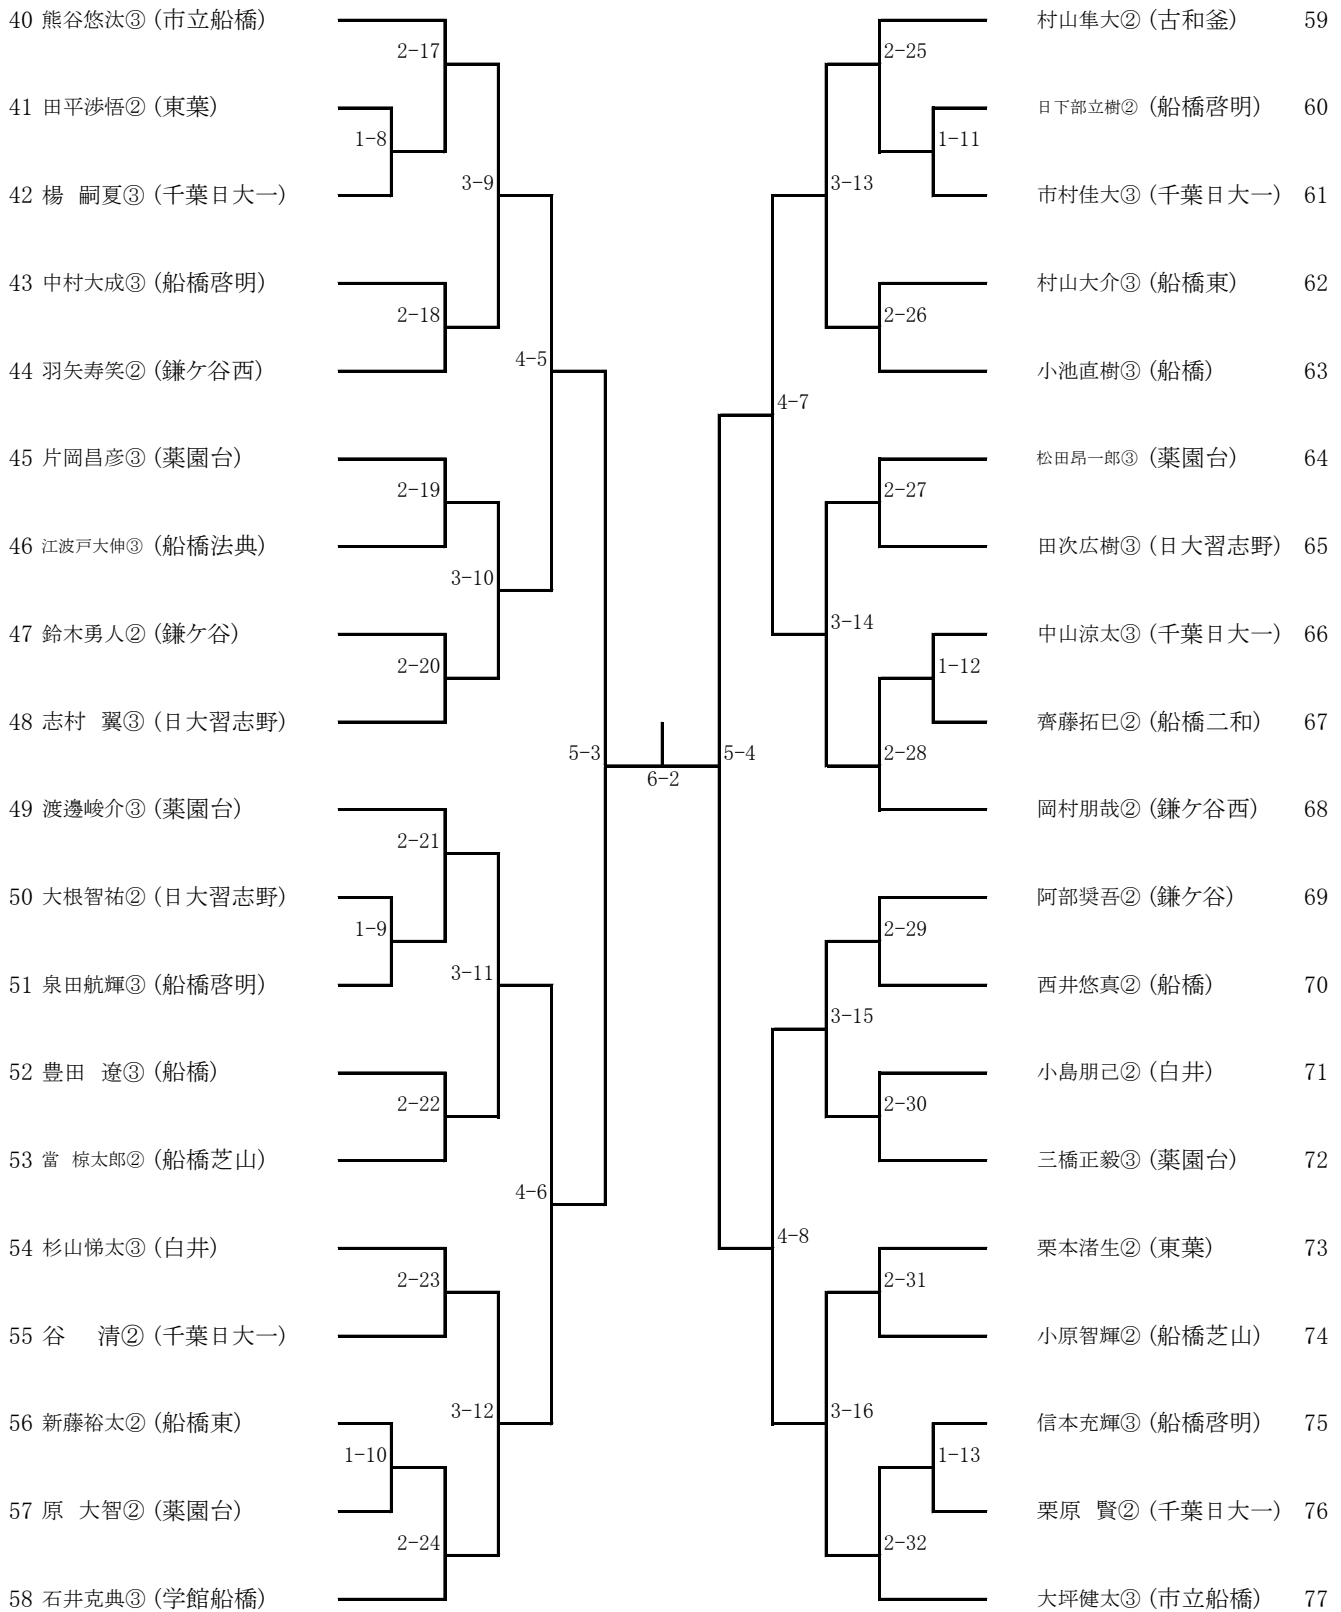 40 熊谷悠汰③ (市立船橋)
2-17
41 田平渉悟② (東葉)
1-8
42 楊 嗣夏③ (千葉日大一)
3-9
43 中村大成③ (船橋啓明)
2-18
44 羽矢寿笑② (鎌ケ谷西)
4-5
45 片岡昌彦③ (薬園台)
2-19
46 江波戸大伸③ (船橋法典)
3-10
47 鈴木勇人② (鎌ケ谷)
2-20
48 志村 翼③ (日大習志野)
5-3
49 渡邊峻介③ (薬園台)
2-21
50 大根智祐② (日大習志野)
1-9
51 泉田航輝③ (船橋啓明)
3-11
52 豊田 遼③ (船橋)
2-22
53 當 椋太郎② (船橋芝山)
4-6
54 杉山悌太③ (白井)
2-23
55 谷 清② (千葉日大一)
3-12
56 新藤裕太② (船橋東)
1-10
57 原 大智② (薬園台)
2-24
58 石井克典③ (学館船橋)
6-2
村山隼大② (古和釜) 59
2-25
日下部立樹② (船橋啓明) 60
1-11
市村佳大③ (千葉日大一) 61
3-13
村山大介③ (船橋東) 62
2-26
小池直樹③ (船橋) 63
4-7
松田昂一郎③ (薬園台) 64
2-27
田次広樹③ (日大習志野) 65
3-14
中山涼太③ (千葉日大一) 66
1-12
齊藤拓巳② (船橋二和) 67
5-4
2-28
岡村朋哉② (鎌ケ谷西) 68
阿部奨吾② (鎌ケ谷) 69
2-29
西井悠真② (船橋) 70
3-15
小島朋己② (白井) 71
2-30
三橋正毅③ (薬園台) 72
4-8
栗本渚生② (東葉) 73
2-31
小原智輝② (船橋芝山) 74
3-16
信本充輝③ (船橋啓明) 75
1-13
栗原 賢② (千葉日大一) 76
2-32
大坪健太③ (市立船橋) 77